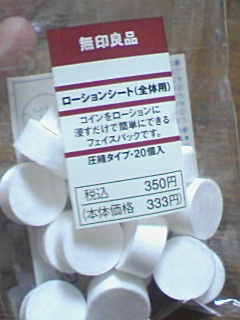 無印良品
ローションシート(全体用)
コインをローションに
浸すだけで簡単にできる
フェイスパックです。
圧縮タイプ・20個入
税込 350円
(本体価格 333円)